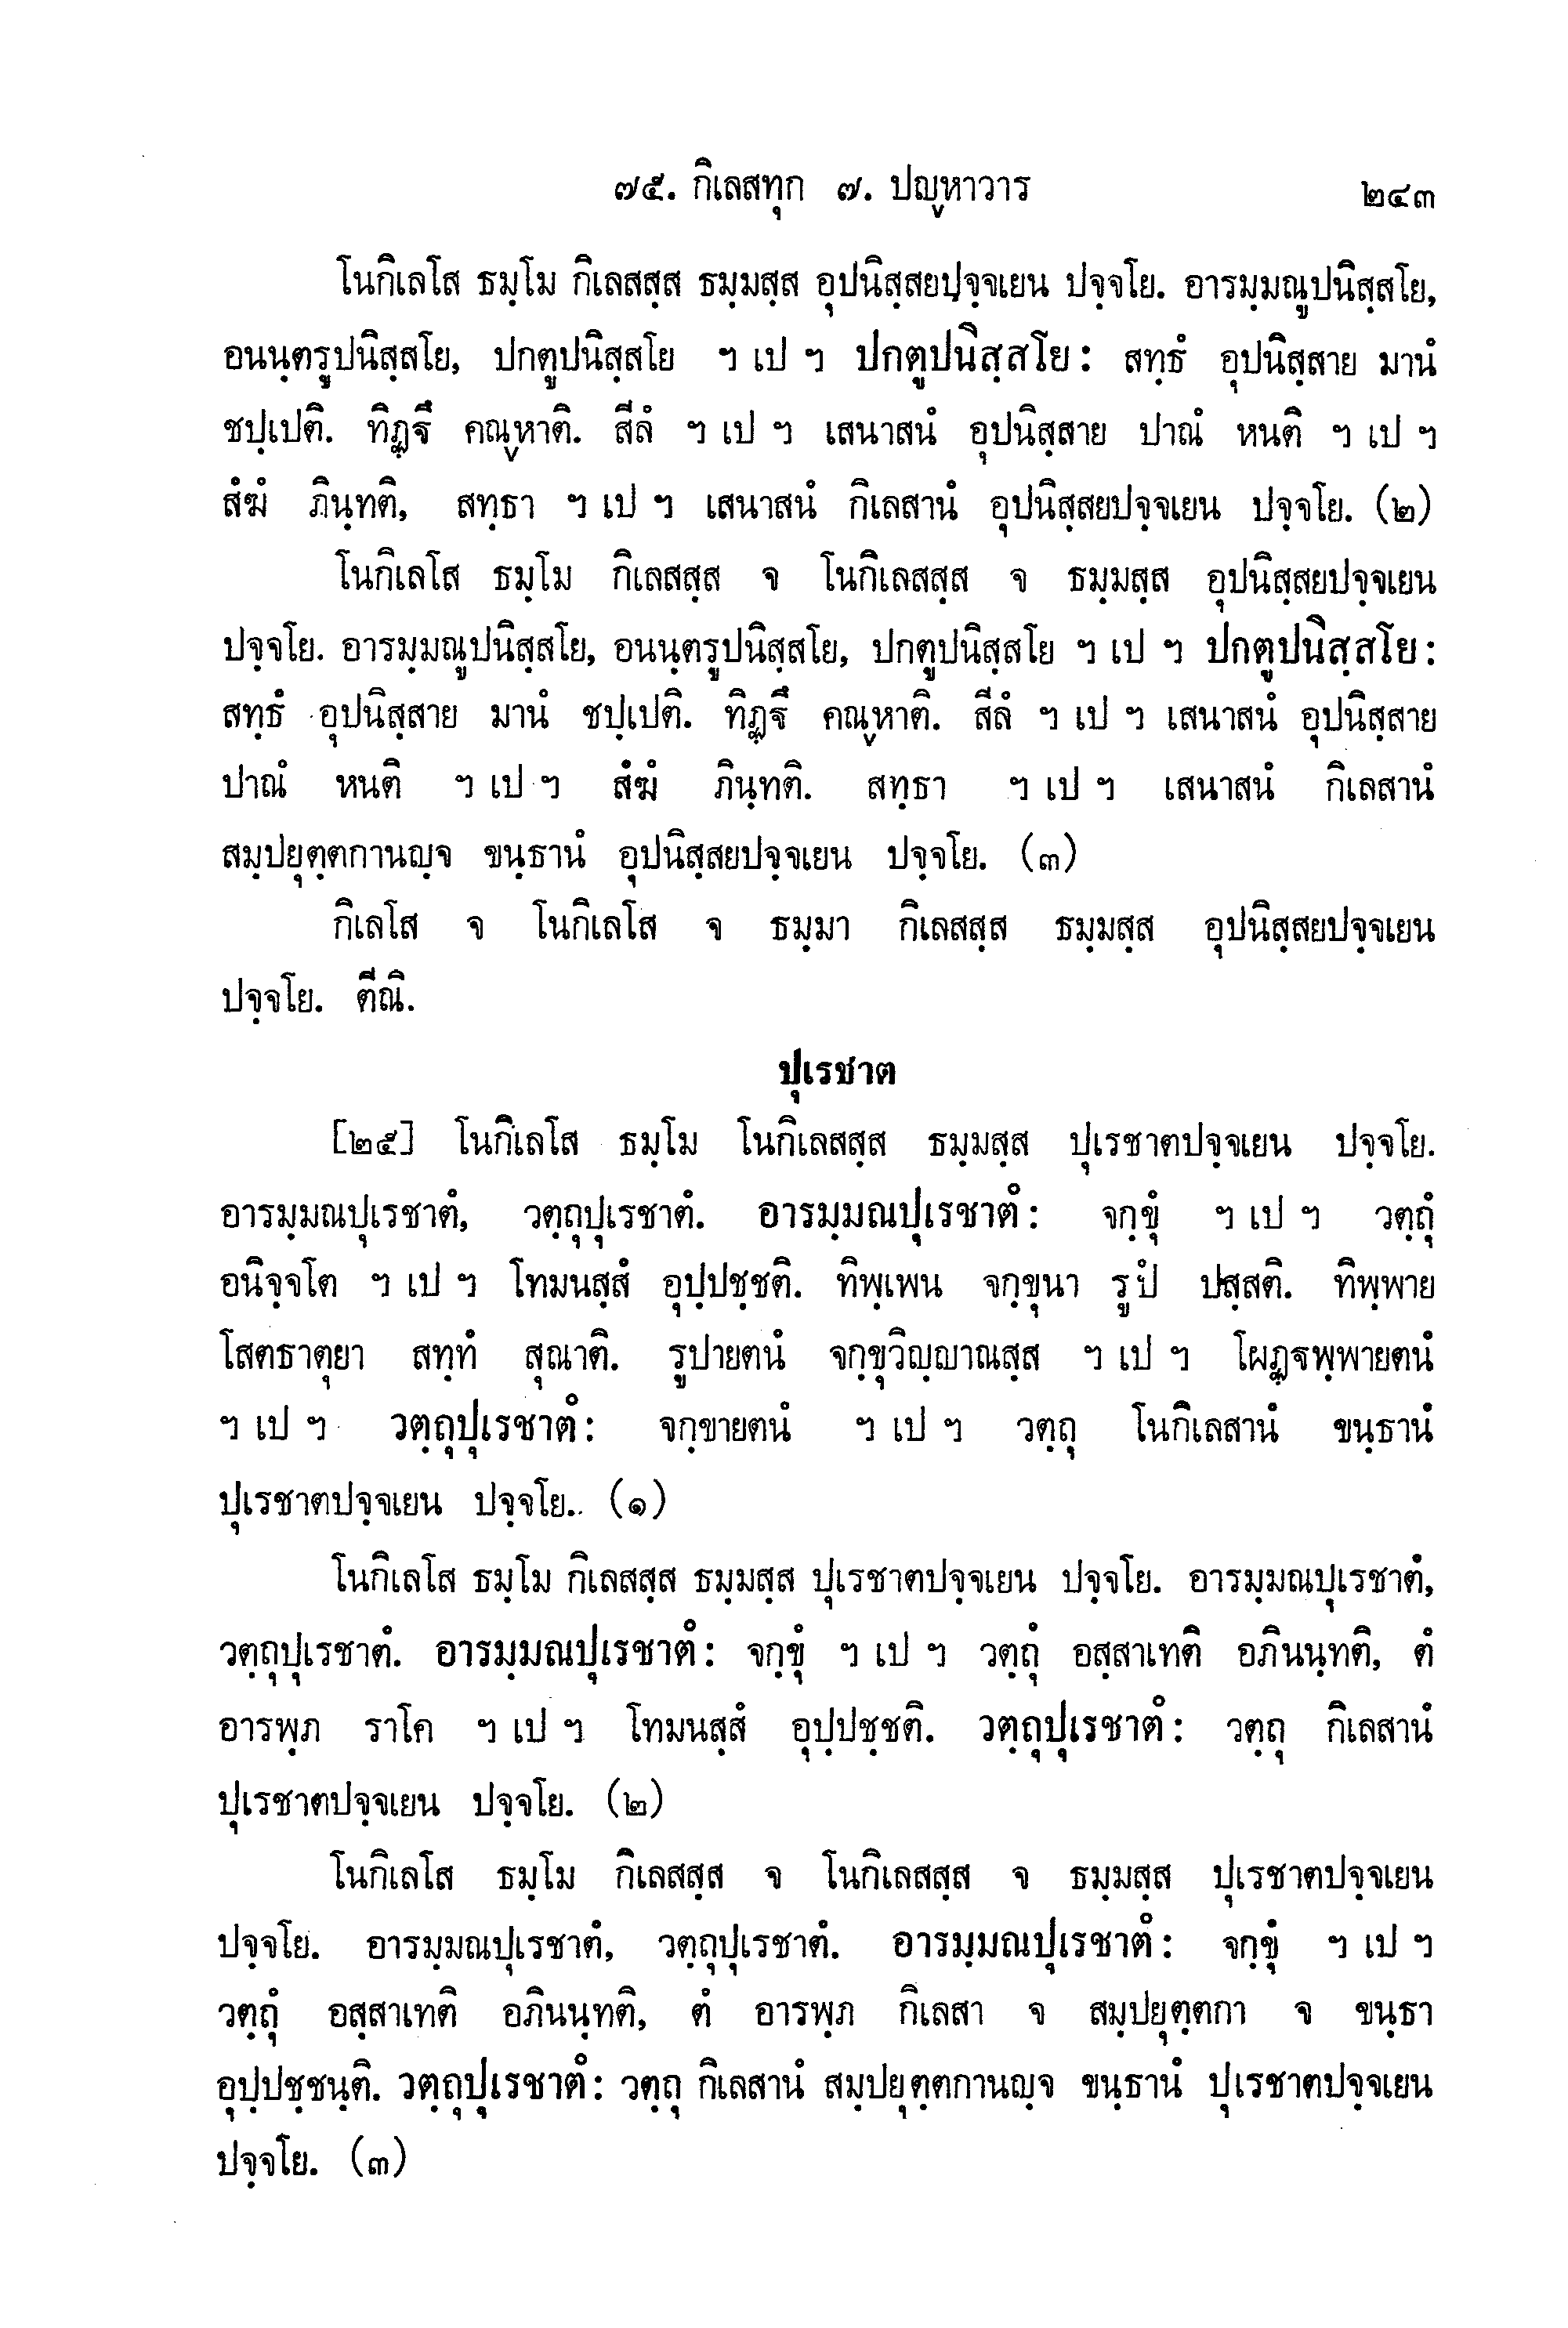 ๗๕. กิเลสทุก ๗. ปญฺหาวาร ๒๔๓
โนกิเลโส ธมฺโม กิเลสสฺส ธมฺมสฺส อุปนิสฺสยปจฺจเยน ปจฺจโย. อารมฺมณูปนิสฺสโย,
อนนฺตรูปนิสฺสโย, ปกตูปนิสฺสโย ฯ เป ฯ ปกตูปนิสฺสโย: สทฺธํ อุปนิสฺสาย มานํ
ชปฺเปติ. ทิฏฺฐึ คณฺหาติ. สีลํ ฯ เป ฯ เสนาสนํ อุปนิสฺสาย ปาณํ หนติ ฯ เป ฯ
สํฆํ ภินฺทติ, สทฺธา ฯ เป ฯ เสนาสนํ กิเลสานํ อุปนิสฺสยปจฺจเยน ปจฺจโย. (๒)
โนกิเลโส ธมฺโม กิเลสสฺส จ โนกิเลสสฺส จ ธมฺมสฺส อุปนิสฺสยปจฺจเยน
ปจฺจโย. อารมฺมณูปนิสฺสโย, อนนฺตรูปนิสฺสโย, ปกตูปนิสฺสโย ฯ เป ฯ ปกตูปนิสฺสโย:
สทฺธํ อุปนิสฺสาย มานํ ชปฺเปติ. ทิฏฺฐึ คณฺหาติ. สีลํ ฯ เป ฯ เสนาสนํ อุปนิสฺสาย
ปาณํ หนติ ฯ เป ฯ สํฆํ ภินฺทติ. สทฺธา ฯ เป ฯ เสนาสนํ กิเลสานํ
สมฺปยุตฺตกานญฺจ ขนฺธานํ อุปนิสฺสยปจฺจเยน ปจฺจโย. (๓)
กิเลโส จ โนกิเลโส จ ธมฺมา กิเลสสฺส ธมฺมสฺส อุปนิสฺสยปจฺจเยน
ปจฺจโย. ตีณิ.
ปุเรชาต
[๒๕] โนกิเลโส ธมฺโม โนกิเลสสฺส ธมฺมสฺส ปุเรชาตปจฺจเยน ปจฺจโย.
อารมฺมณปุเรชาตํ, วตฺถุปุเรชาตํ. อารมฺมณปุเรชาตํ: จกฺขุํ ฯ เป ฯ วตฺถุํ
อนิจฺจโต ฯ เป ฯ โทมนสฺสํ อุปฺปชฺชติ. ทิพฺเพน จกฺขุนา รูปํ ปสฺสติ. ทิพฺพาย
โสตธาตุยา สทฺทํ สุณาติ. รูปายตนํ จกฺขุวิญฺญาณสฺส ฯ เป ฯ โผฏฺฐพฺพายตนํ
ฯ เป ฯ วตฺถุปุเรชาตํ: จกฺขายตนํ ฯ เป ฯ วตฺถุ โนกิเลสานํ ขนฺธานํ
ปุเรชาตปจฺจเยน ปจฺจโย. (๑)
โนกิเลโส ธมฺโม กิเลสสฺส ธมฺมสฺส ปุเรชาตปจฺจเยน ปจฺจโย. อารมฺมณปุเรชาตํ,
วตฺถุปุเรชาตํ. อารมฺมณปุเรชาตํ: จกฺขุํ ฯ เป ฯ วตฺถุํ อสฺสาเทติ อภินนฺทติ, ตํ
อารพฺภ ราโค ฯ เป ฯ โทมนสฺสํ อุปฺปชฺชติ. วตฺถุปุเรชาตํ: วตฺถุ กิเลสานํ
ปุเรชาตปจฺจเยน ปจฺจโย. (๒)
โนกิเลโส ธมฺโม กิเลสสฺส จ โนกิเลสสฺส จ ธมฺมสฺส ปุเรชาตปจฺจเยน
ปจฺจโย. อารมฺมณปุเรชาตํ, วตฺถุปุเรชาตํ. อารมฺมณปุเรชาตํ: จกฺขุํ ฯ เป ฯ
วตฺถุํ อสฺสาเทติ อภินนฺทติ, ตํ อารพฺภ กิเลสา จ สมฺปยุตฺตกา จ ขนฺธา
อุปฺปชฺชนฺติ. วตฺถุปุเรชาตํ: วตฺถุ กิเลสานํ สมฺปยุตฺตกานญฺจ ขนฺธานํ ปุเรชาตปจฺจเยน
ปจฺจโย. (๓)